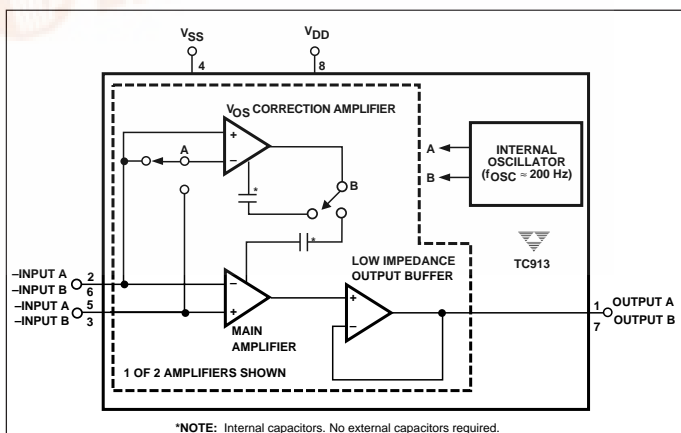 VSS
VDD
4
8
VOS CORRECTION AMPLIFIER
+
–
A
*
B
*
A
B
INTERNAL
OSCILLATOR
(fOSC ≈ 200 Hz)
TC913
LOW IMPEDANCE
OUTPUT BUFFER
–INPUT A
2
–INPUT B
6
–INPUT A
5
–INPUT B
3
–
+
MAIN
AMPLIFIER
+
–
1
OUTPUT A
7
OUTPUT B
1 OF 2 AMPLIFIERS SHOWN
*NOTE: Internal capacitors. No external capacitors required.